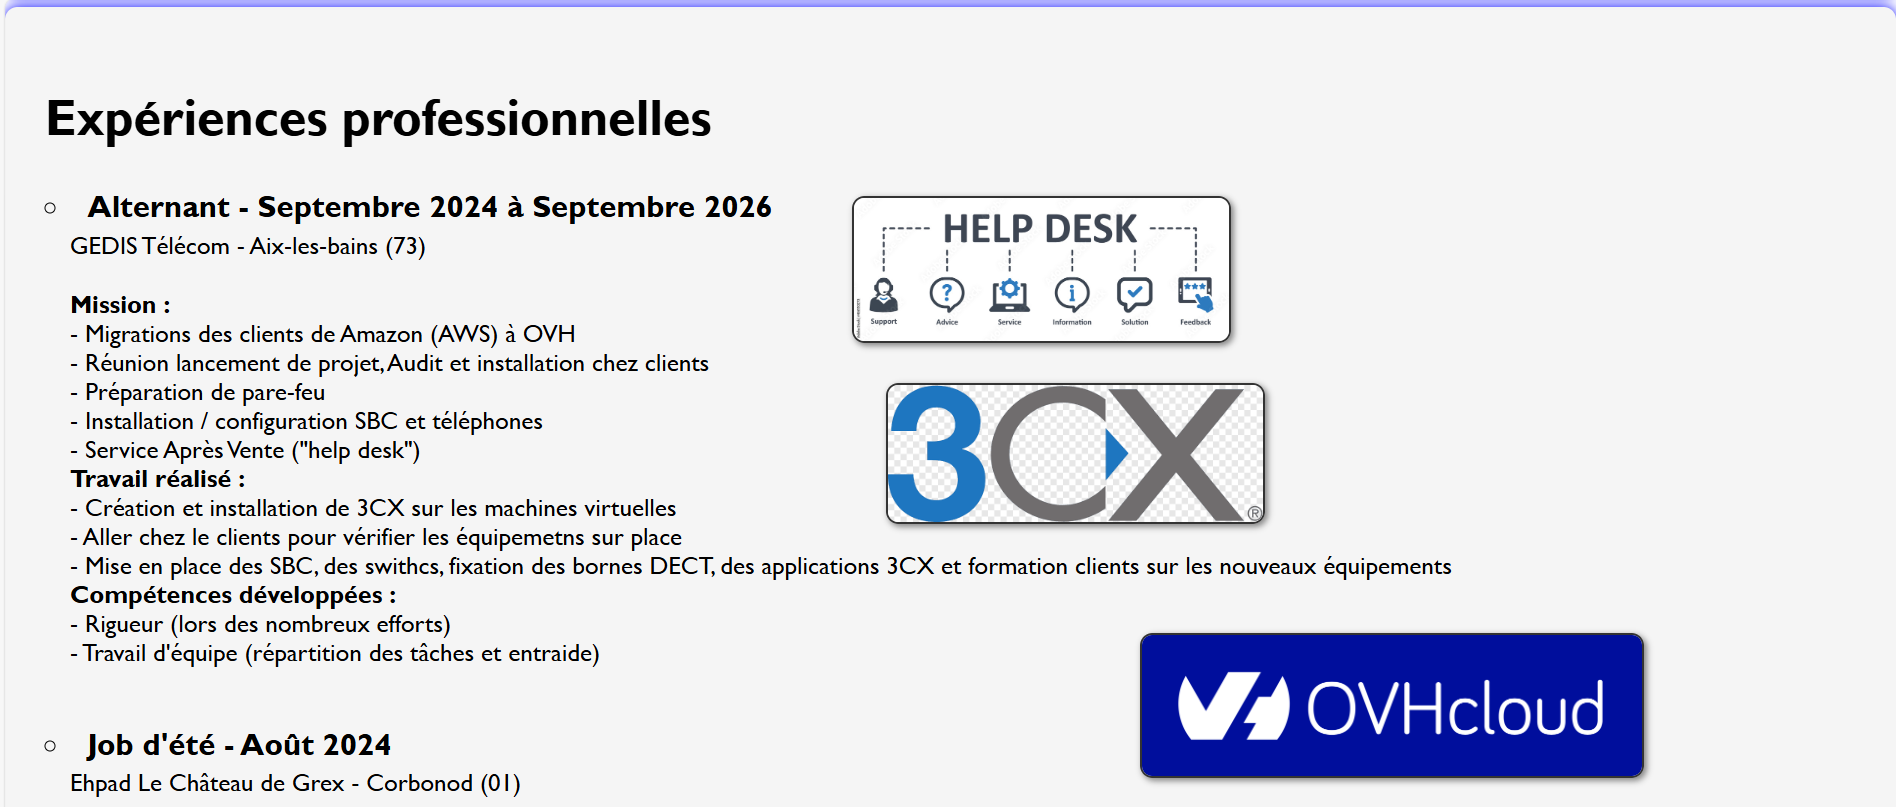 Expériences professionnelles
Alternant - Septembre 2024 à Septembre 2026
GEDIS Télécom - Aix-les-bains (73)
Mission :
- Migrations des clients de Amazon (AWS) à OVH
- Réunion lancement de projet, Audit et installation chez clients
- Préparation de pare-feu
- Installation / configuration SBC et téléphones
- Service Après Vente ("help desk")
Travail réalisé :
- Création et installation de 3CX sur les machines virtuelles
- Aller chez le clients pour vérifier les équipemetns sur place
- Mise en place des SBC, des swithcs, fixation des bornes DECT, des applications 3CX et formation clients sur les nouveaux équipements
Compétences développées :
- Rigueur (lors des nombreux efforts)
- Travail d'équipe (répartition des tâches et entraide)
Job d'été - Août 2024
Ehpad Le Château de Grex - Corbonod (01)
HELP DESK
Support Advice Service Information Solution Feedback
3CX®
OVHcloud